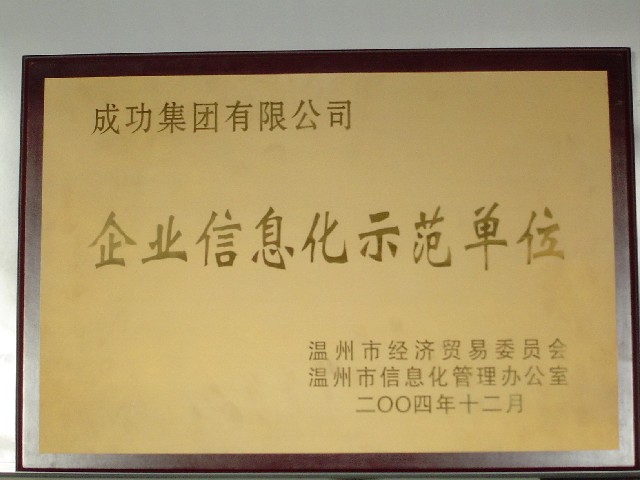 成功集团有限公司
企业信息化示范单位
温州市经济贸易委员会
温州市信息化管理办公室
二〇〇四年十二月